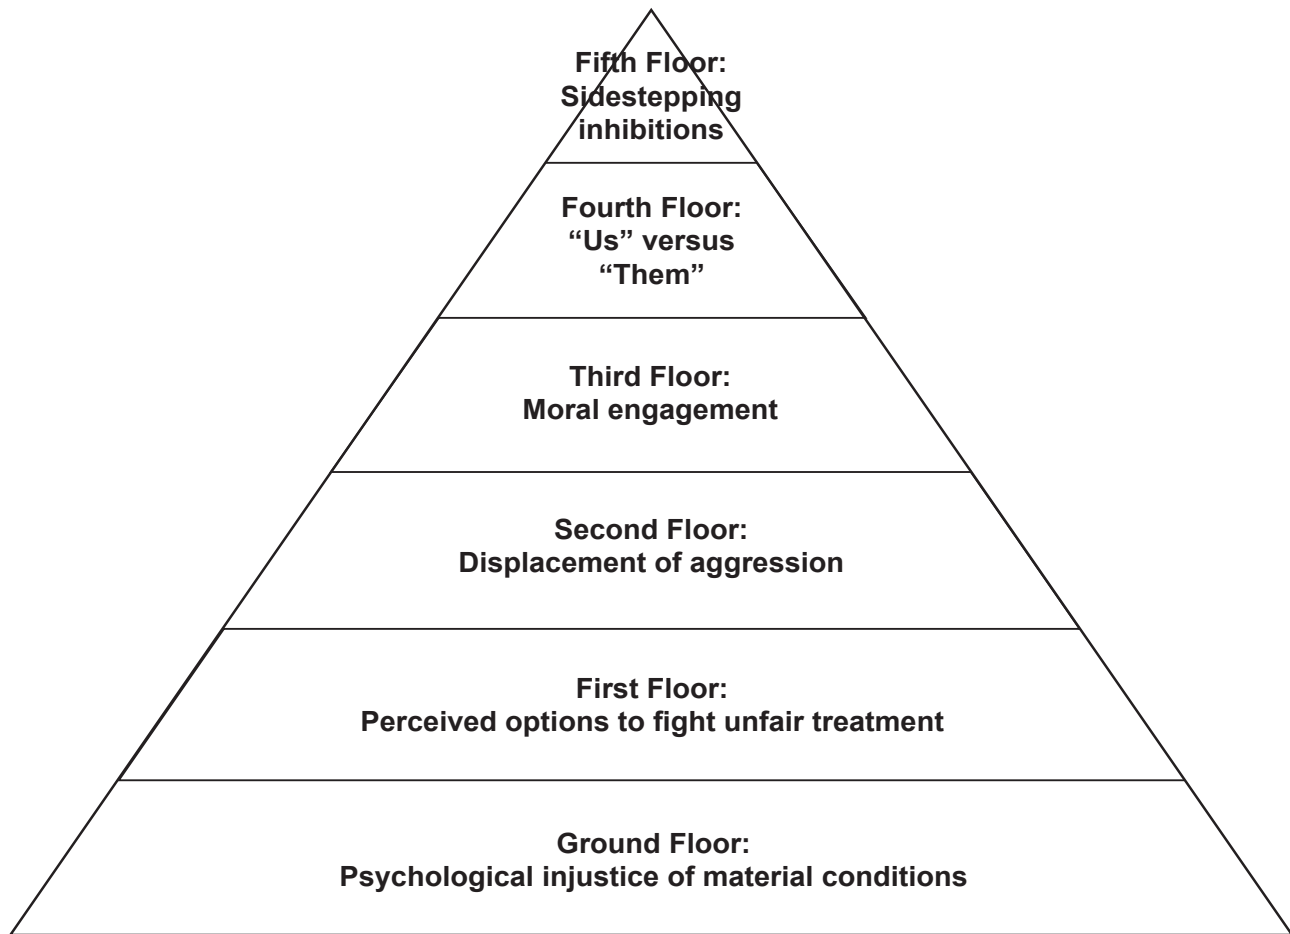 Fifth Floor:
Sidestepping
inhibitions
Fourth Floor:
“Us” versus
“Them”
Third Floor:
Moral engagement
Second Floor:
Displacement of aggression
First Floor:
Perceived options to fight unfair treatment
Ground Floor:
Psychological injustice of material conditions